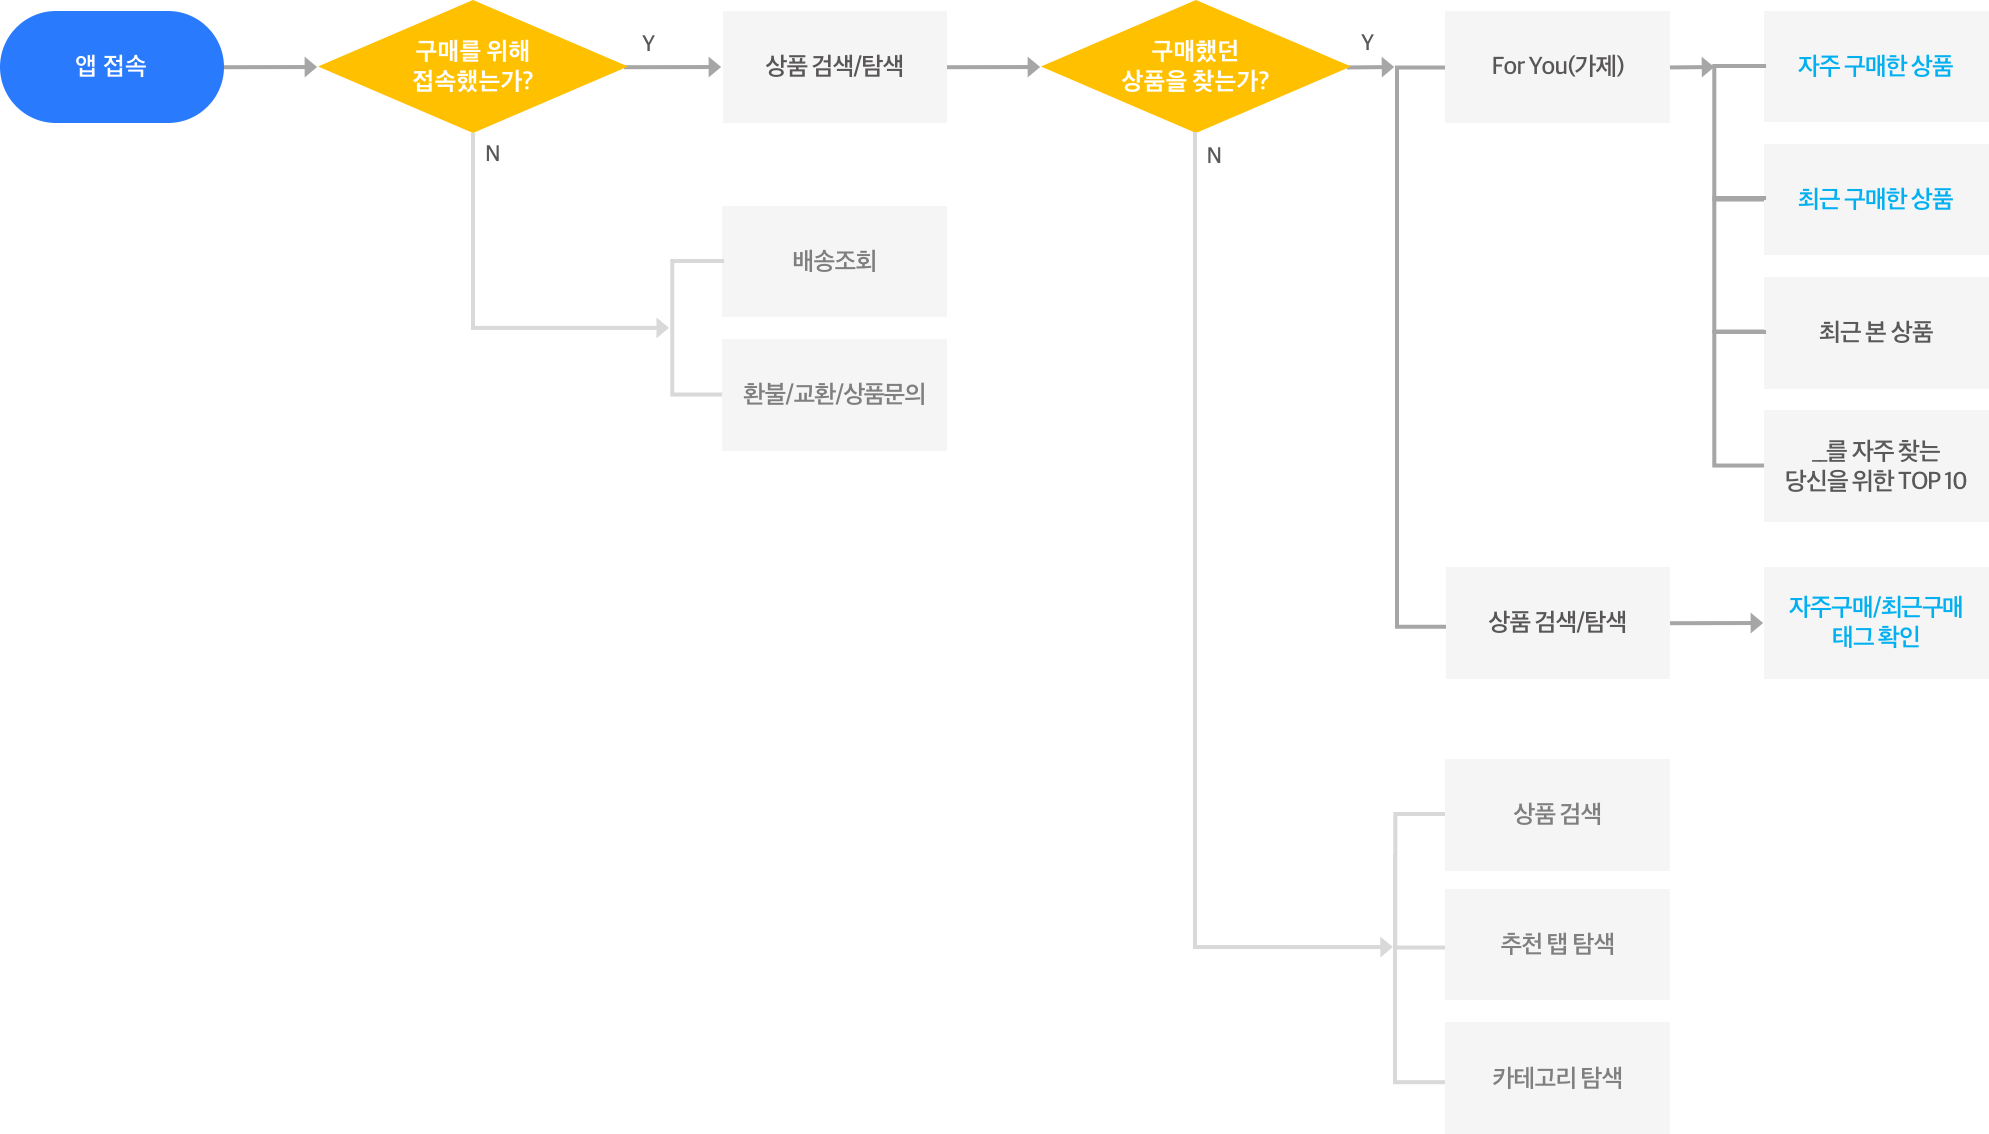 앱 접속
구매를 위해
접속했는가?
Y
N
상품 검색/탐색
배송조회
환불/교환/상품문의
구매했던
상품을 찾는가?
Y
N
For You(가제)
자주 구매한 상품
최근 구매한 상품
최근 본 상품
_를 자주 찾는
당신을 위한 TOP 10
상품 검색/탐색
자주구매/최근구매
태그 확인
상품 검색
추천 탭 탐색
카테고리 탐색